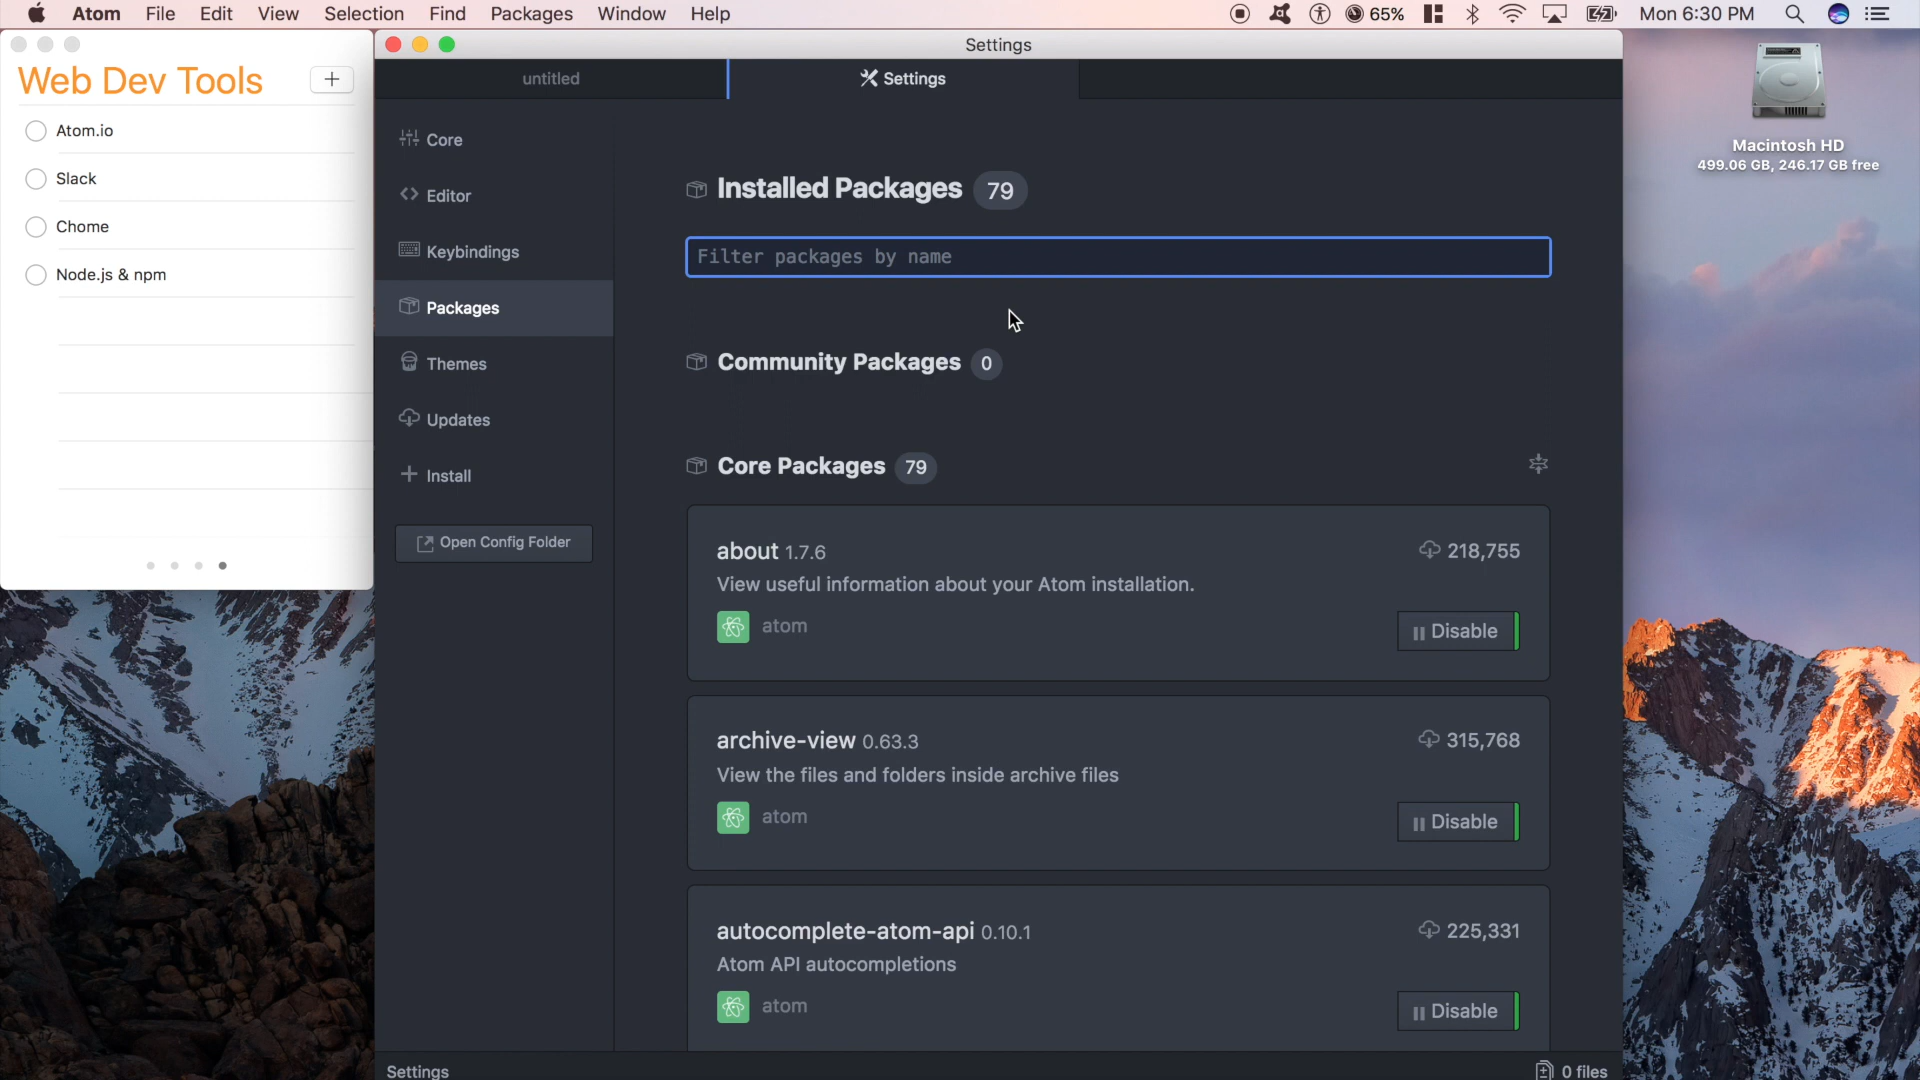 Atom File Edit View Selection Find Packages Window Help
65% Mon 6:30 PM
Web Dev Tools
+
Atom.io
Slack
Chome
Node.js & npm
Settings
untitled
Settings
Core
Editor
Keybindings
Packages
Themes
Updates
Install
Open Config Folder
Installed Packages 79
Filter packages by name
Community Packages 0
Core Packages 79
about 1.7.6
218,755
View useful information about your Atom installation.
atom
Disable
archive-view 0.63.3
315,768
View the files and folders inside archive files
atom
Disable
autocomplete-atom-api 0.10.1
225,331
Atom API autocompletions
atom
Disable
Settings
0 files
Macintosh HD
499.06 GB, 246.17 GB free